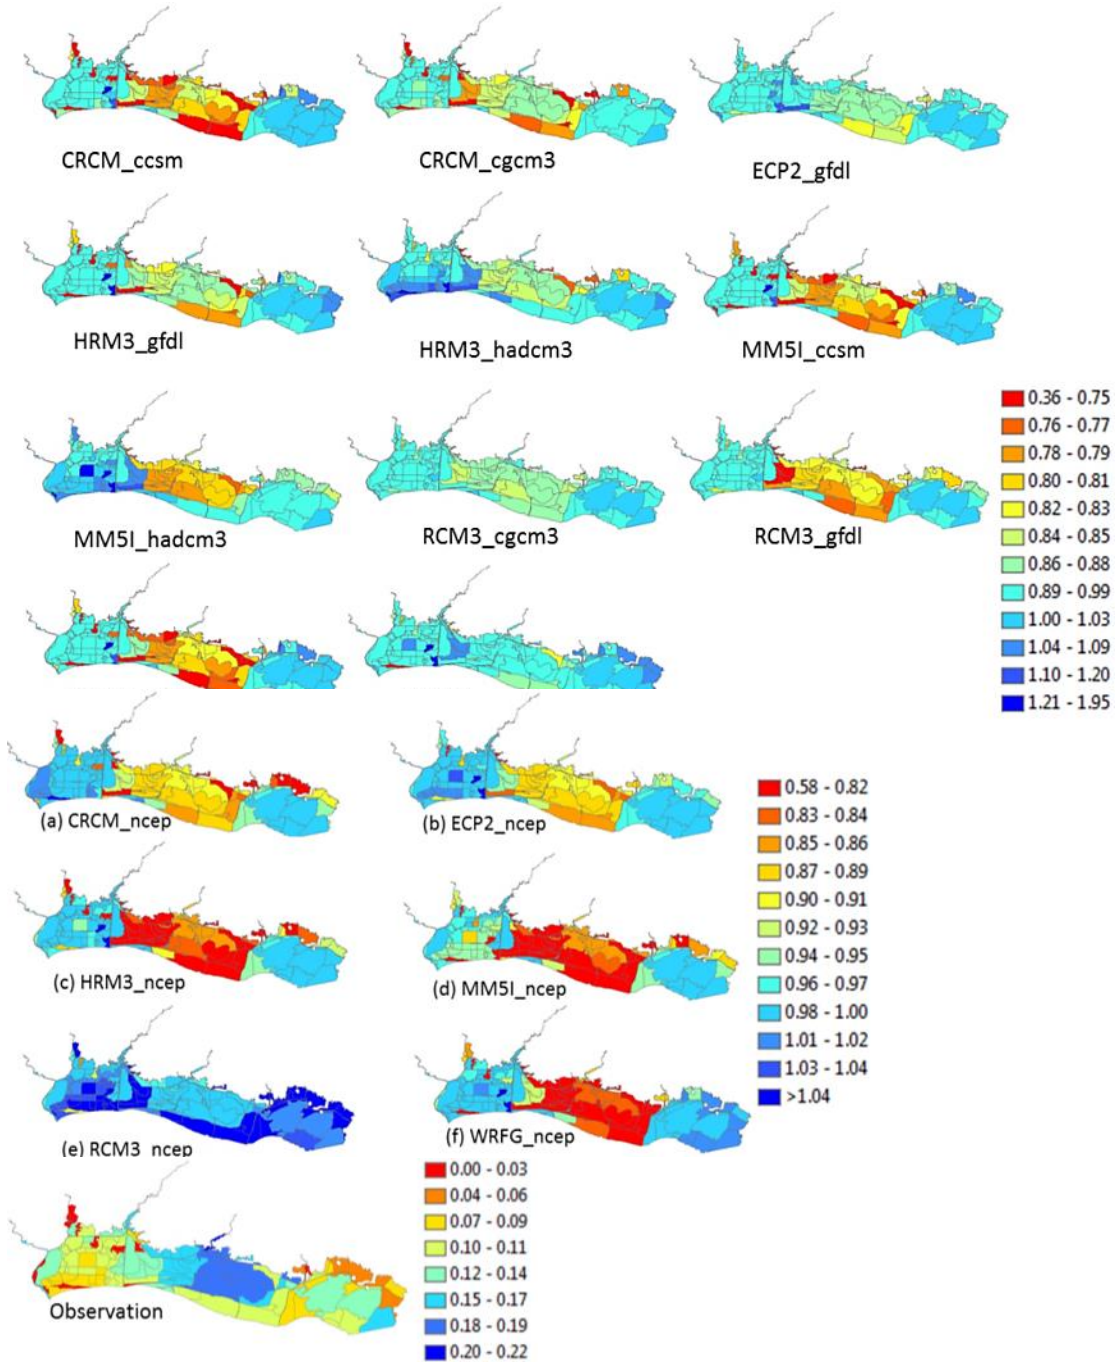 CRCM_ccsm
CRCM_cgcm3
ECP2_gfdl
HRM3_gfdl
HRM3_hadcm3
MM5I_ccsm
MM5I_hadcm3
RCM3_cgcm3
RCM3_gfdl
0.36 - 0.75
0.76 - 0.77
0.78 - 0.79
0.80 - 0.81
0.82 - 0.83
0.84 - 0.85
0.86 - 0.88
0.89 - 0.99
1.00 - 1.03
1.04 - 1.09
1.10 - 1.20
1.21 - 1.95
(a) CRCM_ncep
(b) ECP2_ncep
(c) HRM3_ncep
(d) MM5I_ncep
(e) RCM3_ncep
(f) WRFG_ncep
0.58 - 0.82
0.83 - 0.84
0.85 - 0.86
0.87 - 0.89
0.90 - 0.91
0.92 - 0.93
0.94 - 0.95
0.96 - 0.97
0.98 - 1.00
1.01 - 1.02
1.03 - 1.04
>1.04
Observation
0.00 - 0.03
0.04 - 0.06
0.07 - 0.09
0.10 - 0.11
0.12 - 0.14
0.15 - 0.17
0.18 - 0.19
0.20 - 0.22